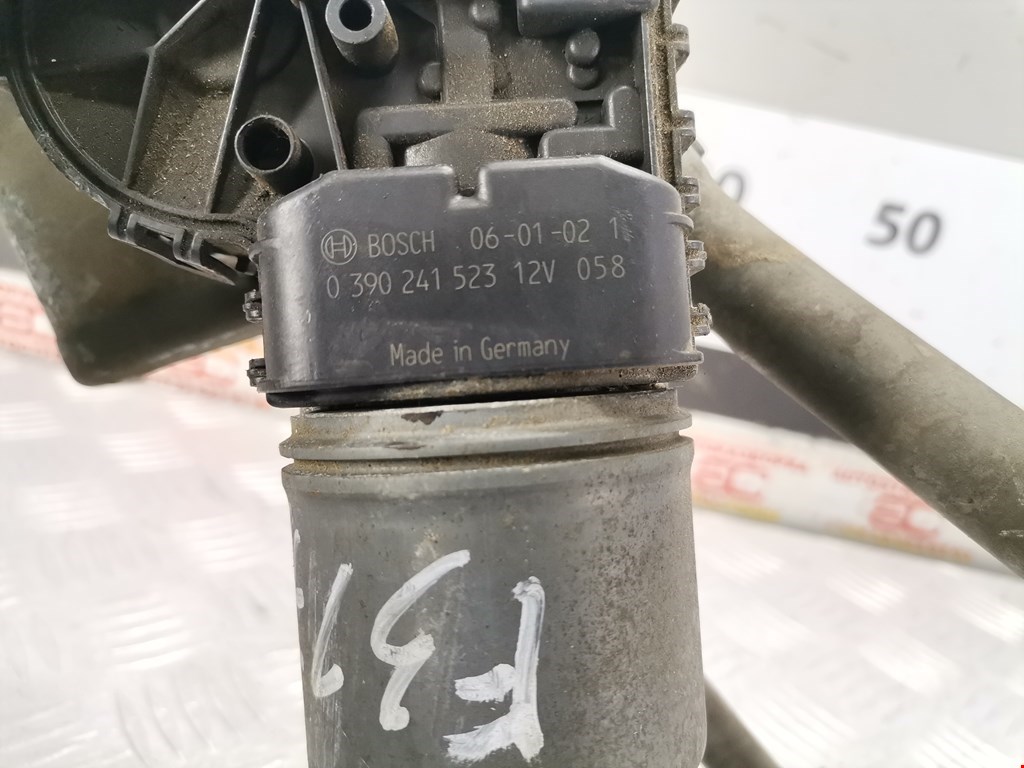 BOSCH 06-01-02 1
0 390 241 523 12V 058
Made in Germany
50